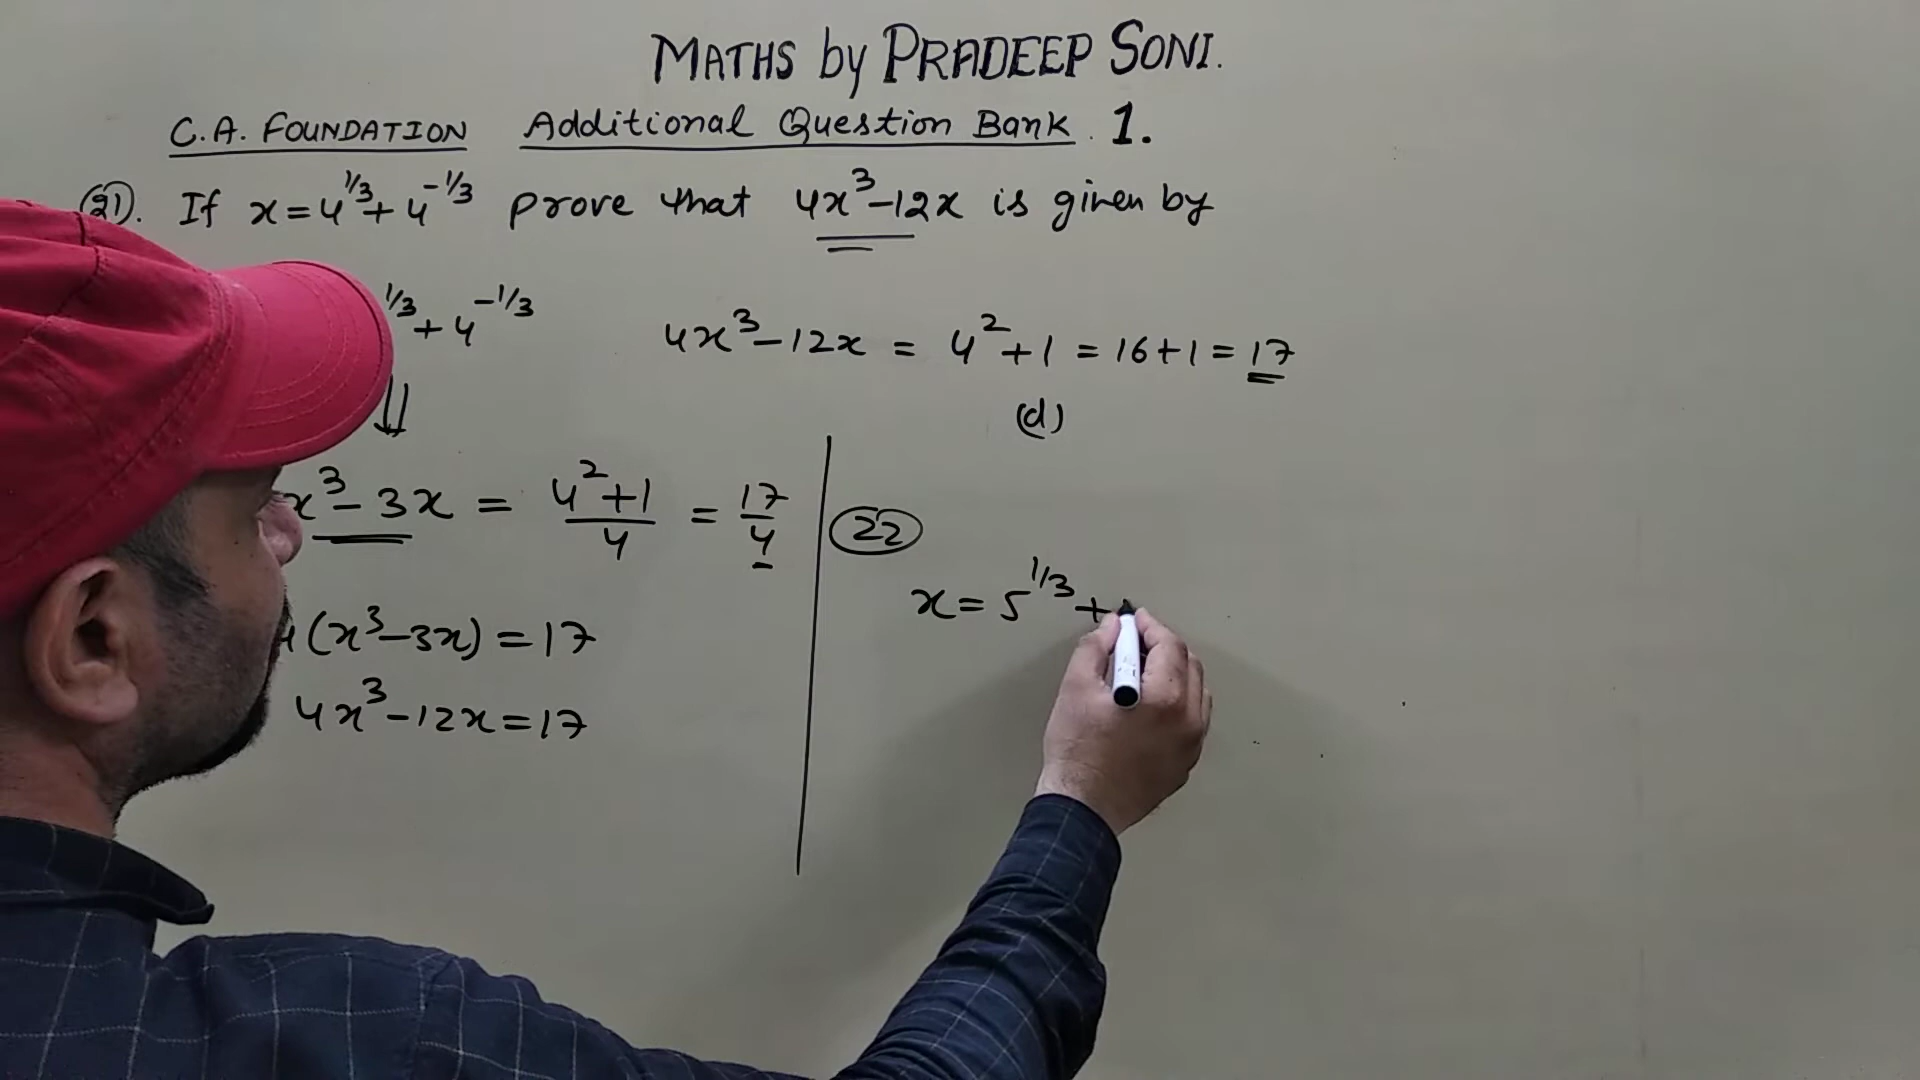 MATHS by PRADEEP SONI.
C.A. FOUNDATION Additional Question Bank. 1.
21. If x = 4^1/3 + 4^-1/3 prove that 4x^3 - 12x is given by
^1/3 + 4^-1/3
4x^3 - 12x = 4^2 + 1 = 16 + 1 = 17
(d)
x^3 - 3x = (4^2 + 1)/4 = 17/4
(x^3 - 3x) = 17
4x^3 - 12x = 17
22
x = 5^1/3 +